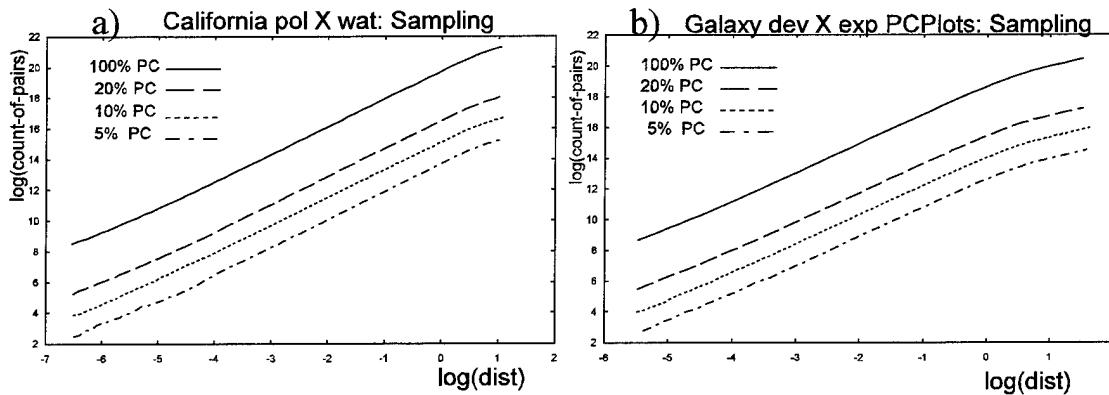 a)
California pol X wat: Sampling
22
20
18
16
14
12
10
8
6
4
2
log(count-of-pairs)
100% PC
20% PC
10% PC
5% PC
-7
-6
-5
-4
-3
-2
-1
0
1
2
log(dist)
b)
Galaxy dev X exp PCPlots: Sampling
22
20
18
16
14
12
10
8
6
4
2
log(count-of-pairs)
100% PC
20% PC
10% PC
5% PC
-6
-5
-4
-3
-2
-1
0
1
log(dist)